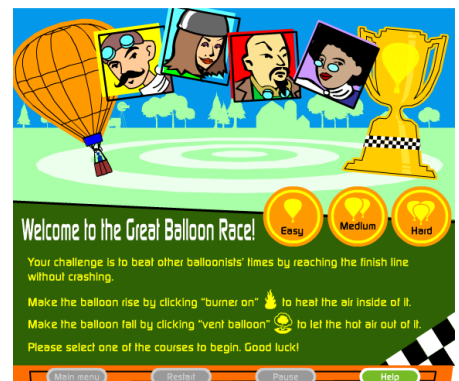 Welcome to the Great Balloon Race!
Easy
Medium
Hard
Your challenge is to beat other balloonists' times by reaching the finish line
without crashing.
Make the balloon rise by clicking "burner on" to heat the air inside of it.
Make the balloon fall by clicking "vent balloon" to let the hot air out of it.
Please select one of the courses to begin. Good luck!
Main menu
Restart
Pause
Help